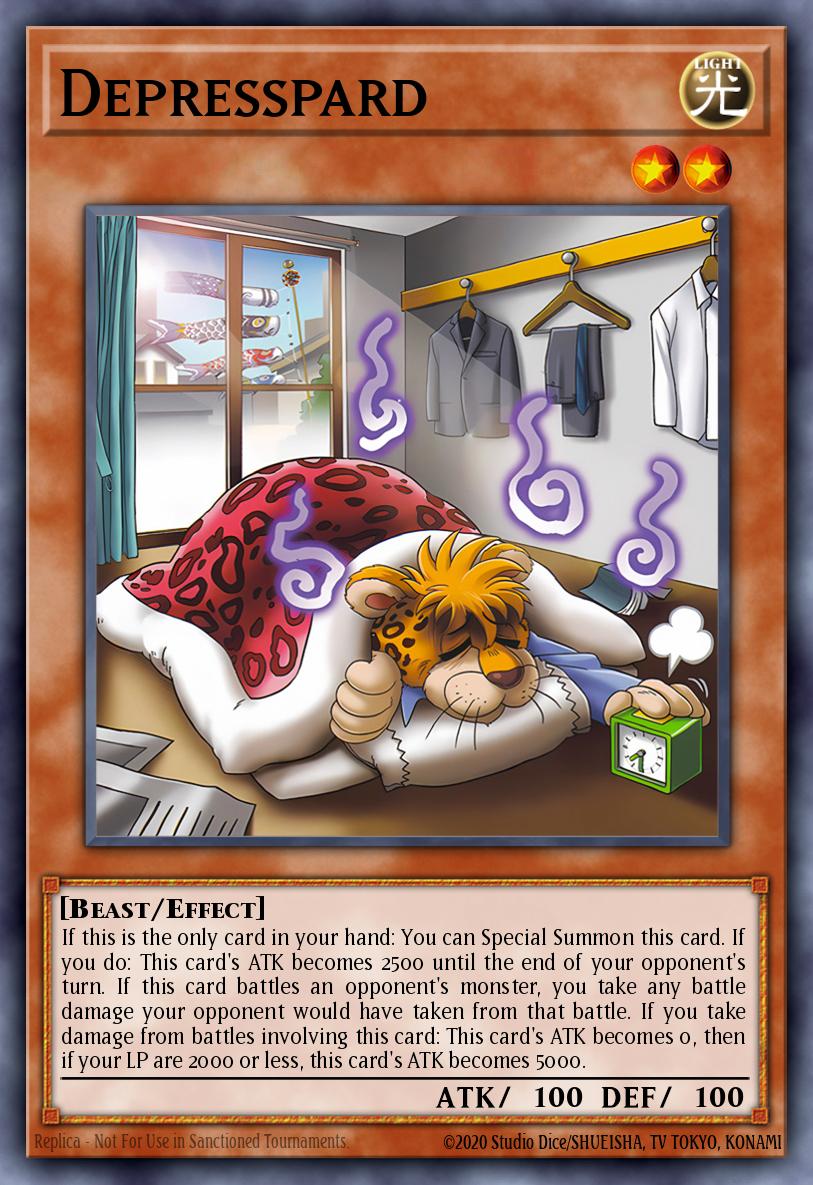 Depresspard
LIGHT
光
[Beast/Effect]
If this is the only card in your hand: You can Special Summon this card. If
you do: This card's ATK becomes 2500 until the end of your opponent's
turn. If this card battles an opponent's monster, you take any battle
damage your opponent would have taken from that battle. If you take
damage from battles involving this card: This card's ATK becomes 0, then
if your LP are 2000 or less, this card's ATK becomes 5000.
ATK/ 100 DEF/ 100
Replica - Not For Use in Sanctioned Tournaments.
©2020 Studio Dice/SHUEISHA, TV TOKYO, KONAMI